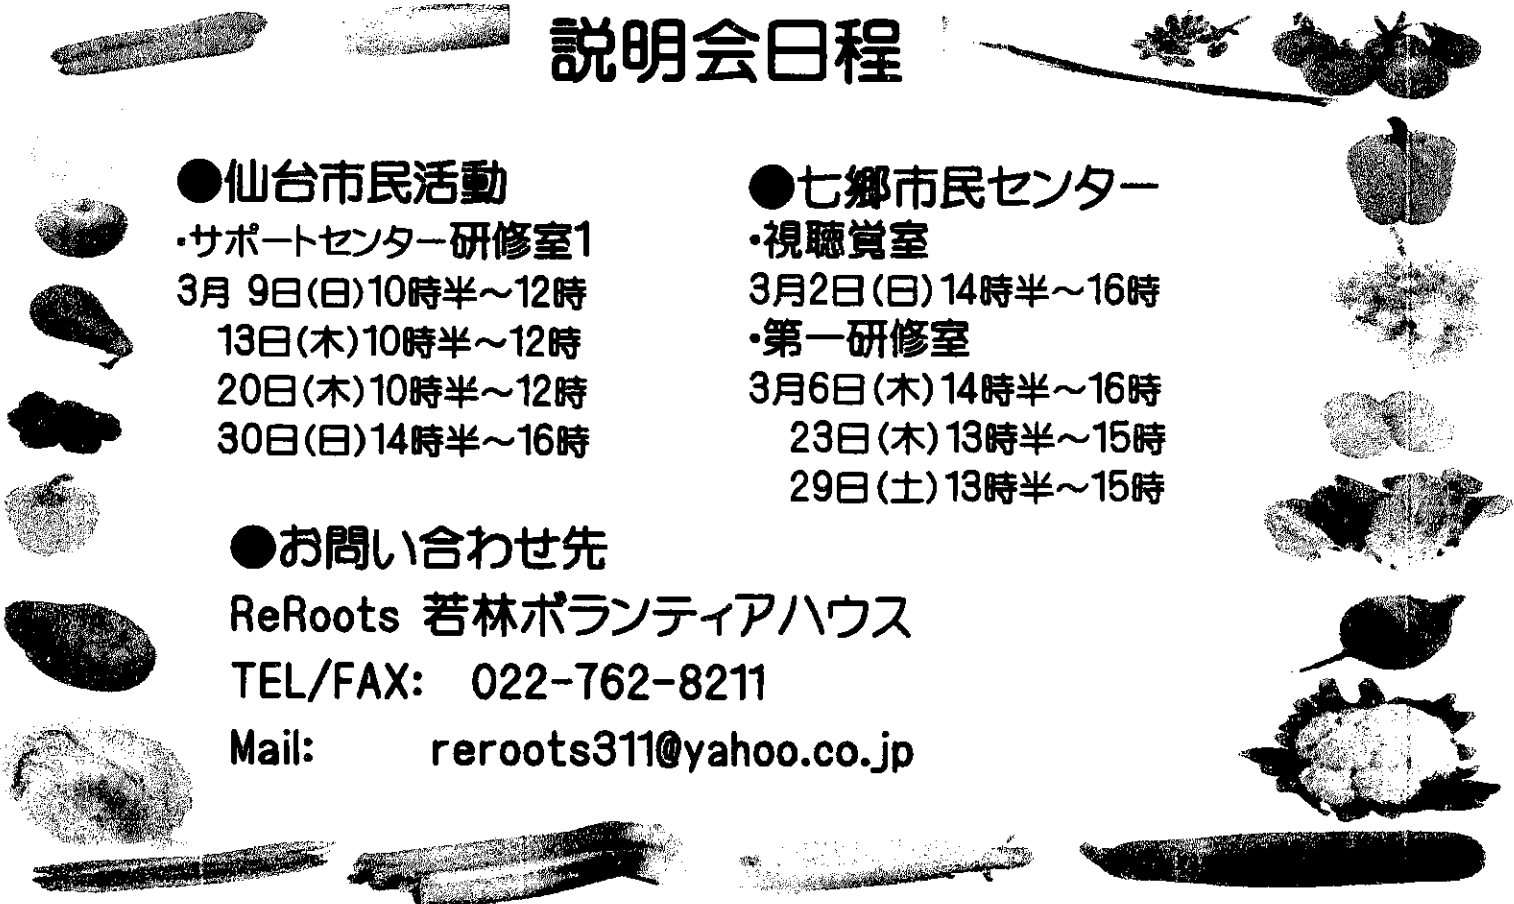 説明会日程
●仙台市民活動
・サポートセンター研修室1
3月 9日(日)10時半～12時
13日(木)10時半～12時
20日(木)10時半～12時
30日(日)14時半～16時
●七郷市民センター
・視聴覚室
3月2日(日)14時半～16時
・第一研修室
3月6日(木)14時半～16時
23日(木)13時半～15時
29日(土)13時半～15時
●お問い合わせ先
ReRoots 若林ボランティアハウス
TEL/FAX: 022-762-8211
Mail: reroots311@yahoo.co.jp